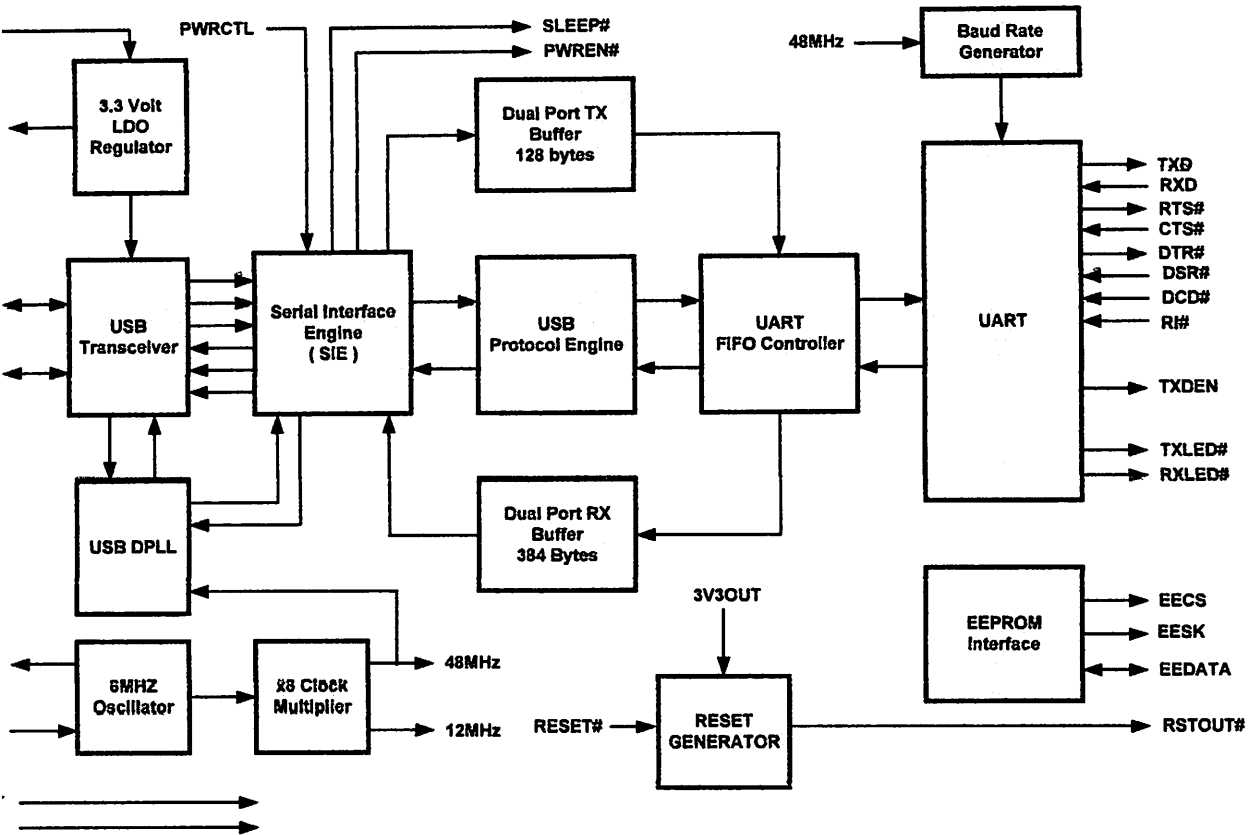 PWRCTL
SLEEP#
PWREN#
48MHz
Baud Rate
Generator
3.3 Volt
LDO
Regulator
Dual Port TX
Buffer
128 bytes
TXD
RXD
RTS#
CTS#
DTR#
DSR#
DCD#
RI#
TXDEN
TXLED#
RXLED#
USB
Transceiver
Serial Interface
Engine
( SIE )
USB
Protocol Engine
UART
FIFO Controller
UART
USB DPLL
Dual Port RX
Buffer
384 Bytes
3V3OUT
EEPROM
Interface
EECS
EESK
EEDATA
6MHZ
Oscillator
x8 Clock
Multiplier
48MHz
12MHz
RESET#
RESET
GENERATOR
RSTOUT#